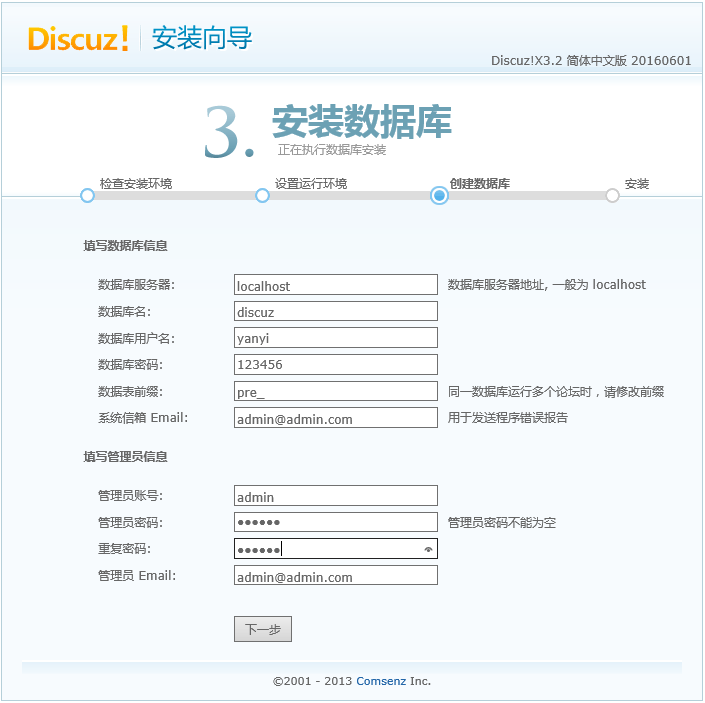 Discuz! 安装向导
Discuz!X3.2 简体中文版 20160601
3. 安装数据库
正在执行数据库安装
检查安装环境 设置运行环境 创建数据库 安装
填写数据库信息
数据库服务器: localhost 数据库服务器地址, 一般为 localhost
数据库名: discuz
数据库用户名: yanyi
数据库密码: 123456
数据表前缀: pre_ 同一数据库运行多个论坛时，请修改前缀
系统信箱 Email: admin@admin.com 用于发送程序错误报告
填写管理员信息
管理员账号: admin
管理员密码: ●●●●●● 管理员密码不能为空
重复密码: ●●●●●●
管理员 Email: admin@admin.com
下一步
©2001 - 2013 Comsenz Inc.